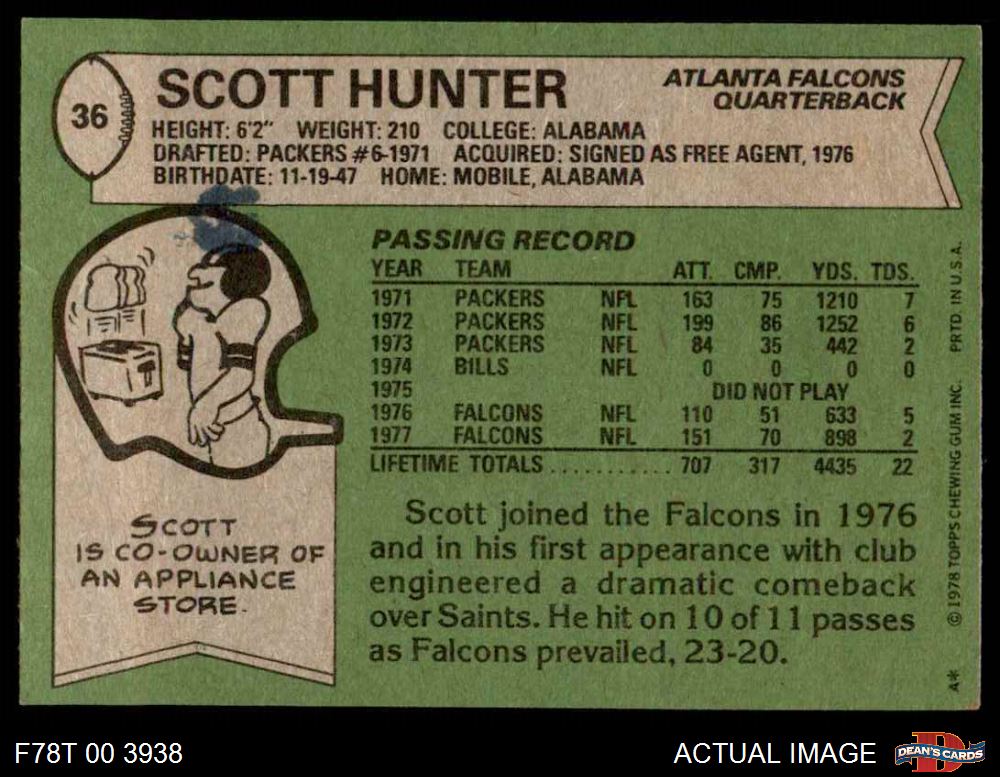 36
SCOTT HUNTER
ATLANTA FALCONS
QUARTERBACK
HEIGHT: 6'2" WEIGHT: 210 COLLEGE: ALABAMA
DRAFTED: PACKERS #6-1971 ACQUIRED: SIGNED AS FREE AGENT, 1976
BIRTHDATE: 11-19-47 HOME: MOBILE, ALABAMA
PASSING RECORD
YEAR TEAM ATT. CMP. YDS. TDS.
1971 PACKERS NFL 163 75 1210 7
1972 PACKERS NFL 199 86 1252 6
1973 PACKERS NFL 84 35 442 2
1974 BILLS NFL 0 0 0 0
1975 DID NOT PLAY
1976 FALCONS NFL 110 51 633 5
1977 FALCONS NFL 151 70 898 2
LIFETIME TOTALS........... 707 317 4435 22
SCOTT
IS CO-OWNER OF
AN APPLIANCE
STORE.
Scott joined the Falcons in 1976
and in his first appearance with club
engineered a dramatic comeback
over Saints. He hit on 10 of 11 passes
as Falcons prevailed, 23-20.
A* © 1978 TOPPS CHEWING GUM INC. PRTD. IN U.S.A.
F78T 00 3938
ACTUAL IMAGE
D
DEAN'S CARDS